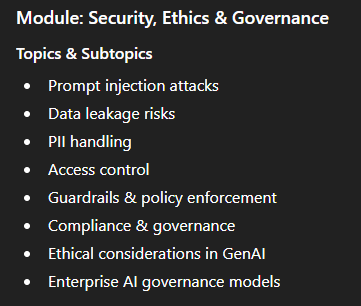 Module: Security, Ethics & Governance
Topics & Subtopics
• Prompt injection attacks
• Data leakage risks
• PII handling
• Access control
• Guardrails & policy enforcement
• Compliance & governance
• Ethical considerations in GenAI
• Enterprise AI governance models